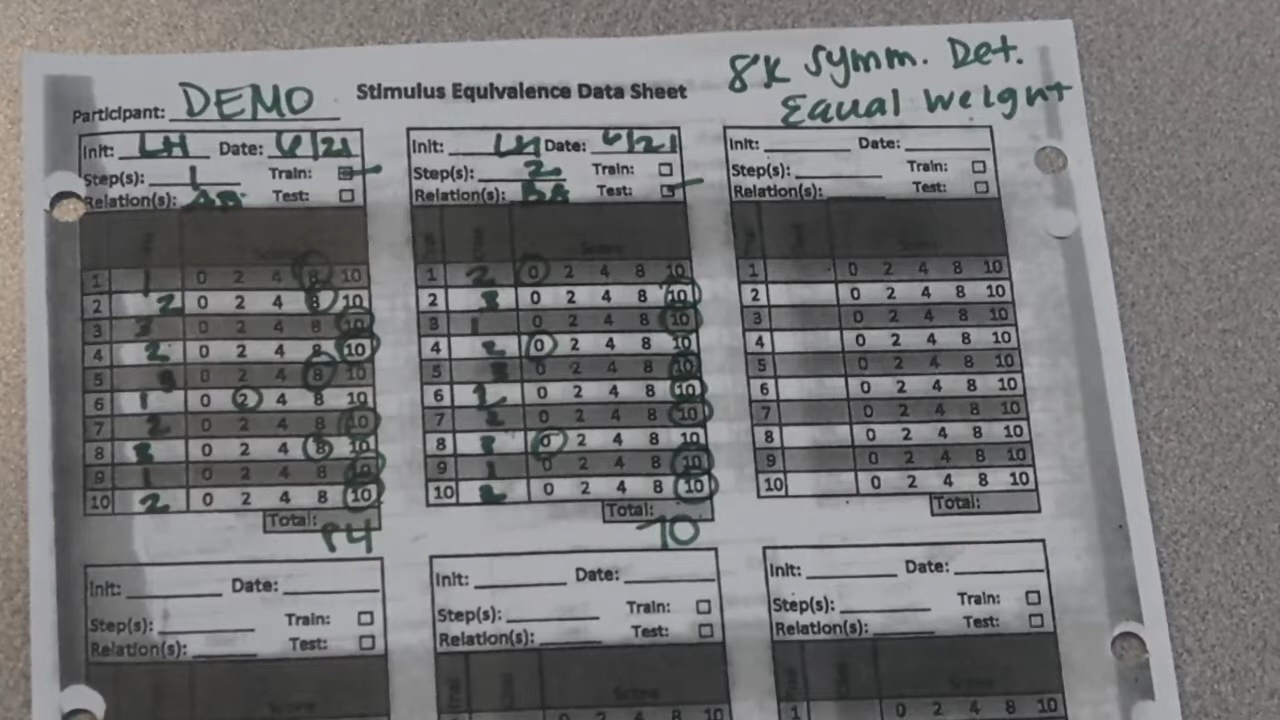 8K Symm. Det.
Equal Weight
Participant: DEMO
Stimulus Equivalence Data Sheet
Init: LH Date: 6/21
Step(s): 1 Train:
Relation(s): AB Test:
Score
1 1 0 2 4 8 10
2 2 0 2 4 8 10
3 3 0 2 4 8 10
4 2 0 2 4 8 10
5 3 0 2 4 8 10
6 1 0 2 4 8 10
7 2 0 2 4 8 10
8 3 0 2 4 8 10
9 1 0 2 4 8 10
10 2 0 2 4 8 10
Total: 84
Init: LH Date: 6/21
Step(s): 2 Train:
Relation(s): BA Test:
Score
1 2 0 2 4 8 10
2 3 0 2 4 8 10
3 1 0 2 4 8 10
4 2 0 2 4 8 10
5 3 0 2 4 8 10
6 1 0 2 4 8 10
7 2 0 2 4 8 10
8 3 0 2 4 8 10
9 1 0 2 4 8 10
10 2 0 2 4 8 10
Total: 70
Init: Date:
Step(s): Train:
Relation(s): Test:
Score
1 0 2 4 8 10
2 0 2 4 8 10
3 0 2 4 8 10
4 0 2 4 8 10
5 0 2 4 8 10
6 0 2 4 8 10
7 0 2 4 8 10
8 0 2 4 8 10
9 0 2 4 8 10
10 0 2 4 8 10
Total:
Init: Date:
Step(s): Train:
Relation(s): Test:
Init: Date:
Step(s): Train:
Relation(s): Test:
Trial Score
0 2 4 8 10
Init: Date:
Step(s): Train:
Relation(s): Test:
Trial Score
1 0 2 4 8 10